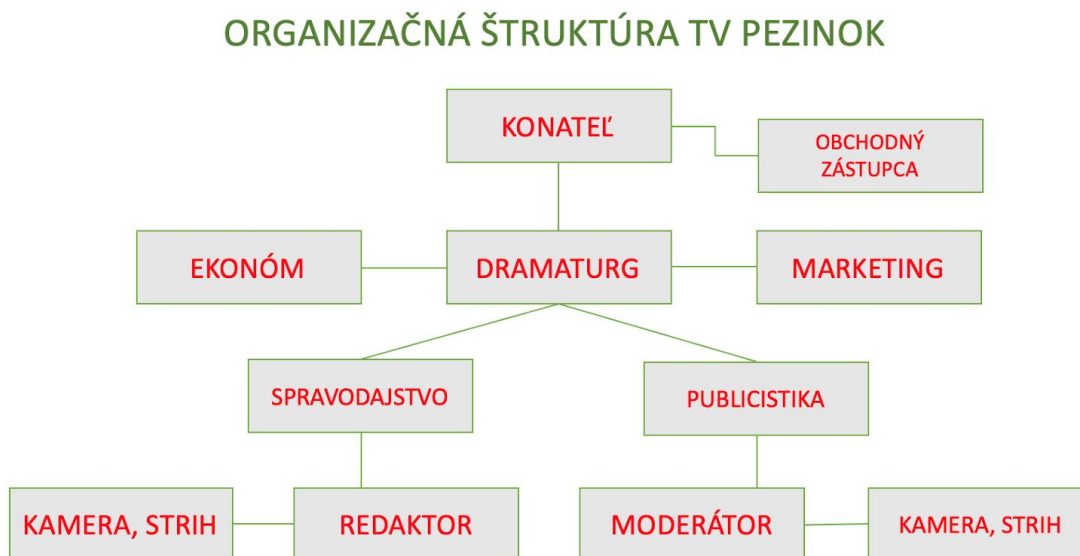 ORGANIZAČNÁ ŠTRUKTÚRA TV PEZINOK
KONATEĽ
OBCHODNÝ
ZÁSTUPCA
EKONÓM
DRAMATURG
MARKETING
SPRAVODAJSTVO
PUBLICISTIKA
KAMERA, STRIH
REDAKTOR
MODERÁTOR
KAMERA, STRIH